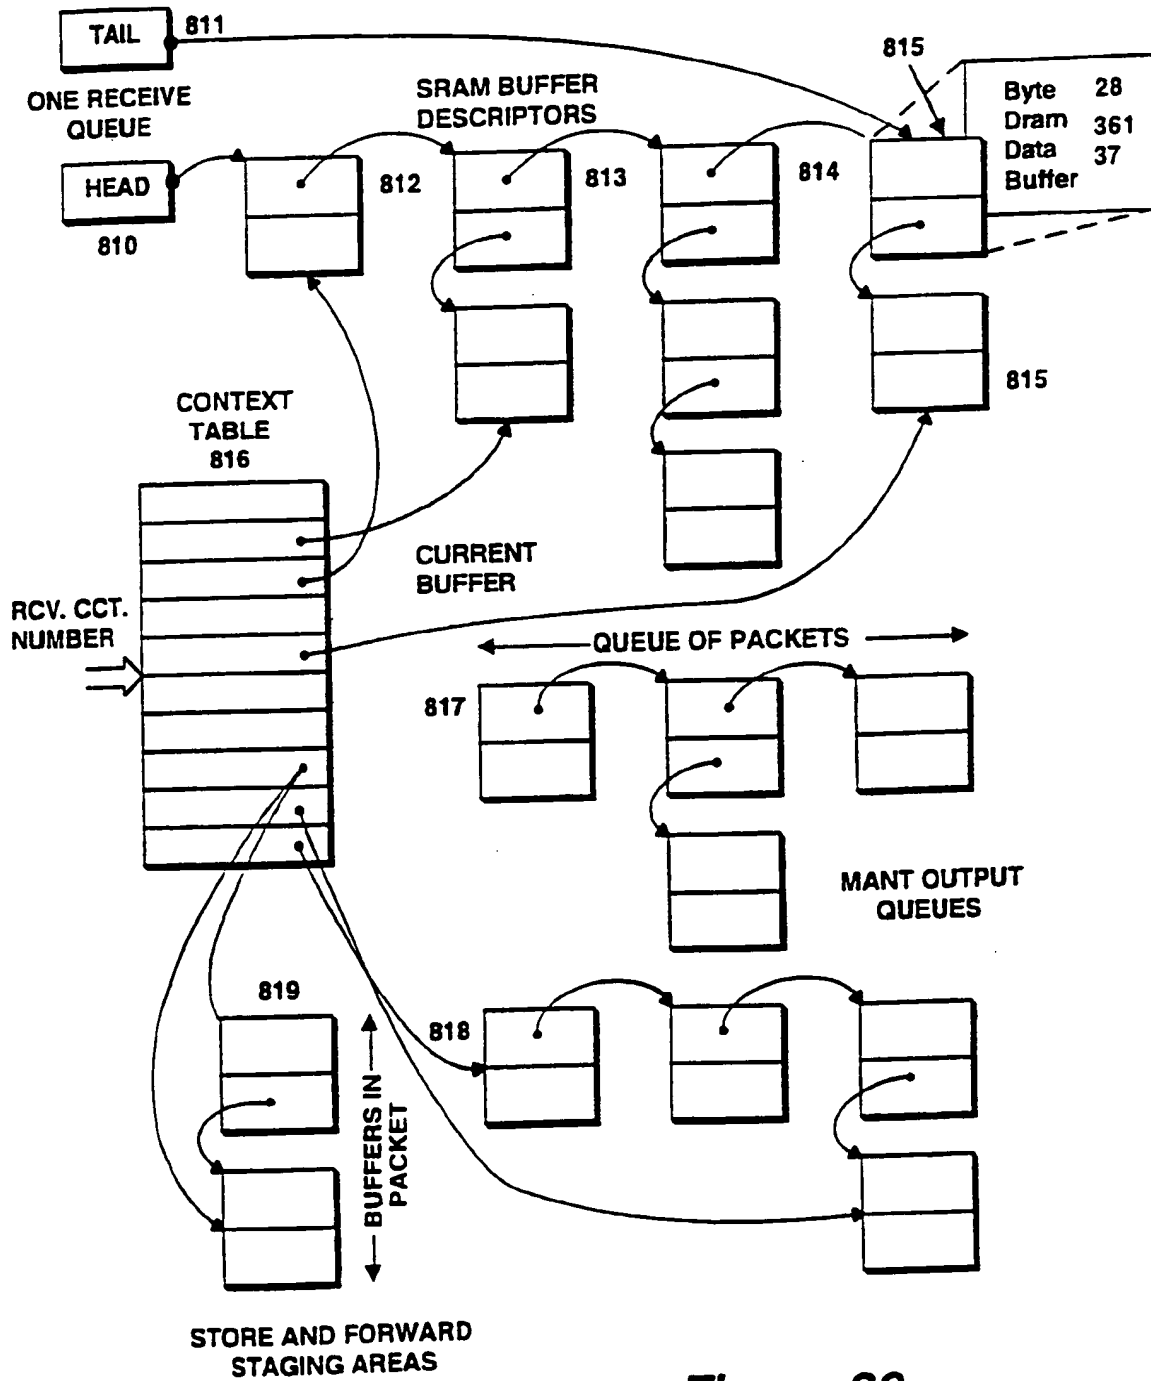 TAIL
811
ONE RECEIVE
QUEUE
HEAD
810
SRAM BUFFER
DESCRIPTORS
812
813
814
815
Byte 28
Dram 361
Data 37
Buffer
815
CONTEXT
TABLE
816
CURRENT
BUFFER
RCV. CCT.
NUMBER
QUEUE OF PACKETS
817
MANT OUTPUT
QUEUES
819
818
BUFFERS IN
PACKET
STORE AND FORWARD
STAGING AREAS